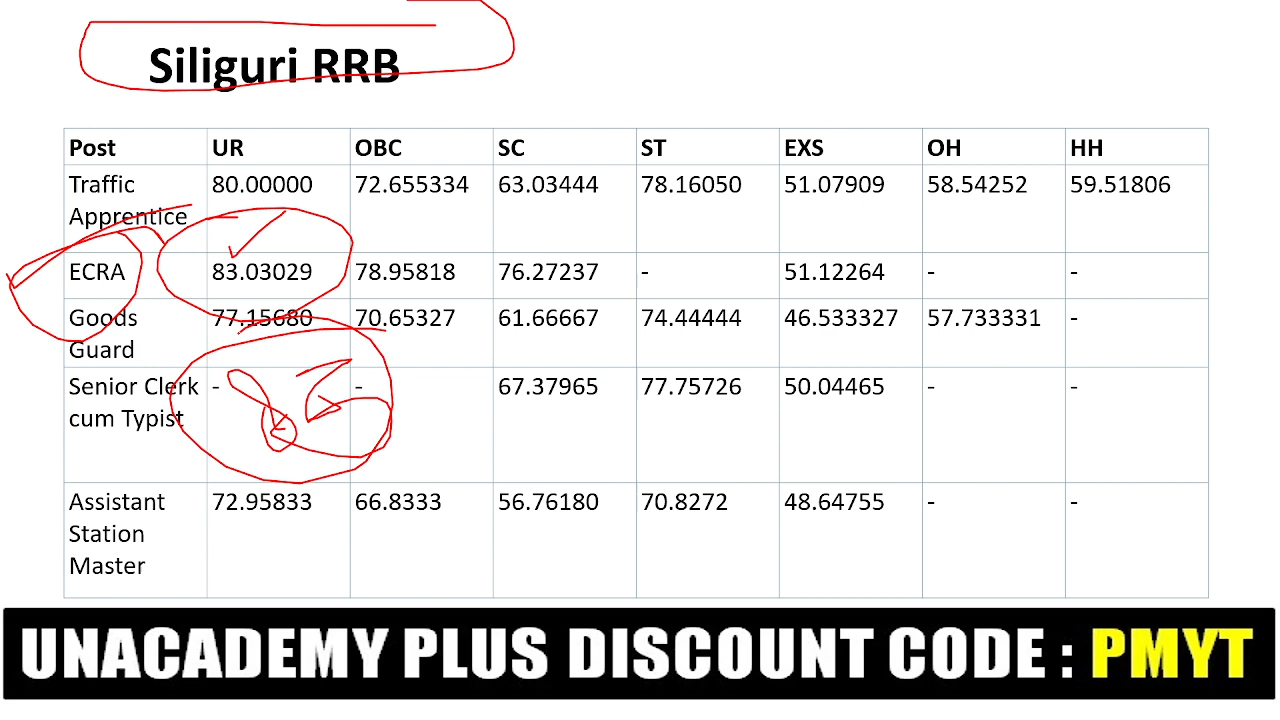 Siliguri RRB
Post UR OBC SC ST EXS OH HH
Traffic Apprentice 80.00000 72.655334 63.03444 78.16050 51.07909 58.54252 59.51806
ECRA 83.03029 78.95818 76.27237 - 51.12264 - -
Goods Guard 77.15680 70.65327 61.66667 74.44444 46.533327 57.733331 -
Senior Clerk cum Typist - - 67.37965 77.75726 50.04465 - -
Assistant Station Master 72.95833 66.8333 56.76180 70.8272 48.64755 - -
UNACADEMY PLUS DISCOUNT CODE : PMYT